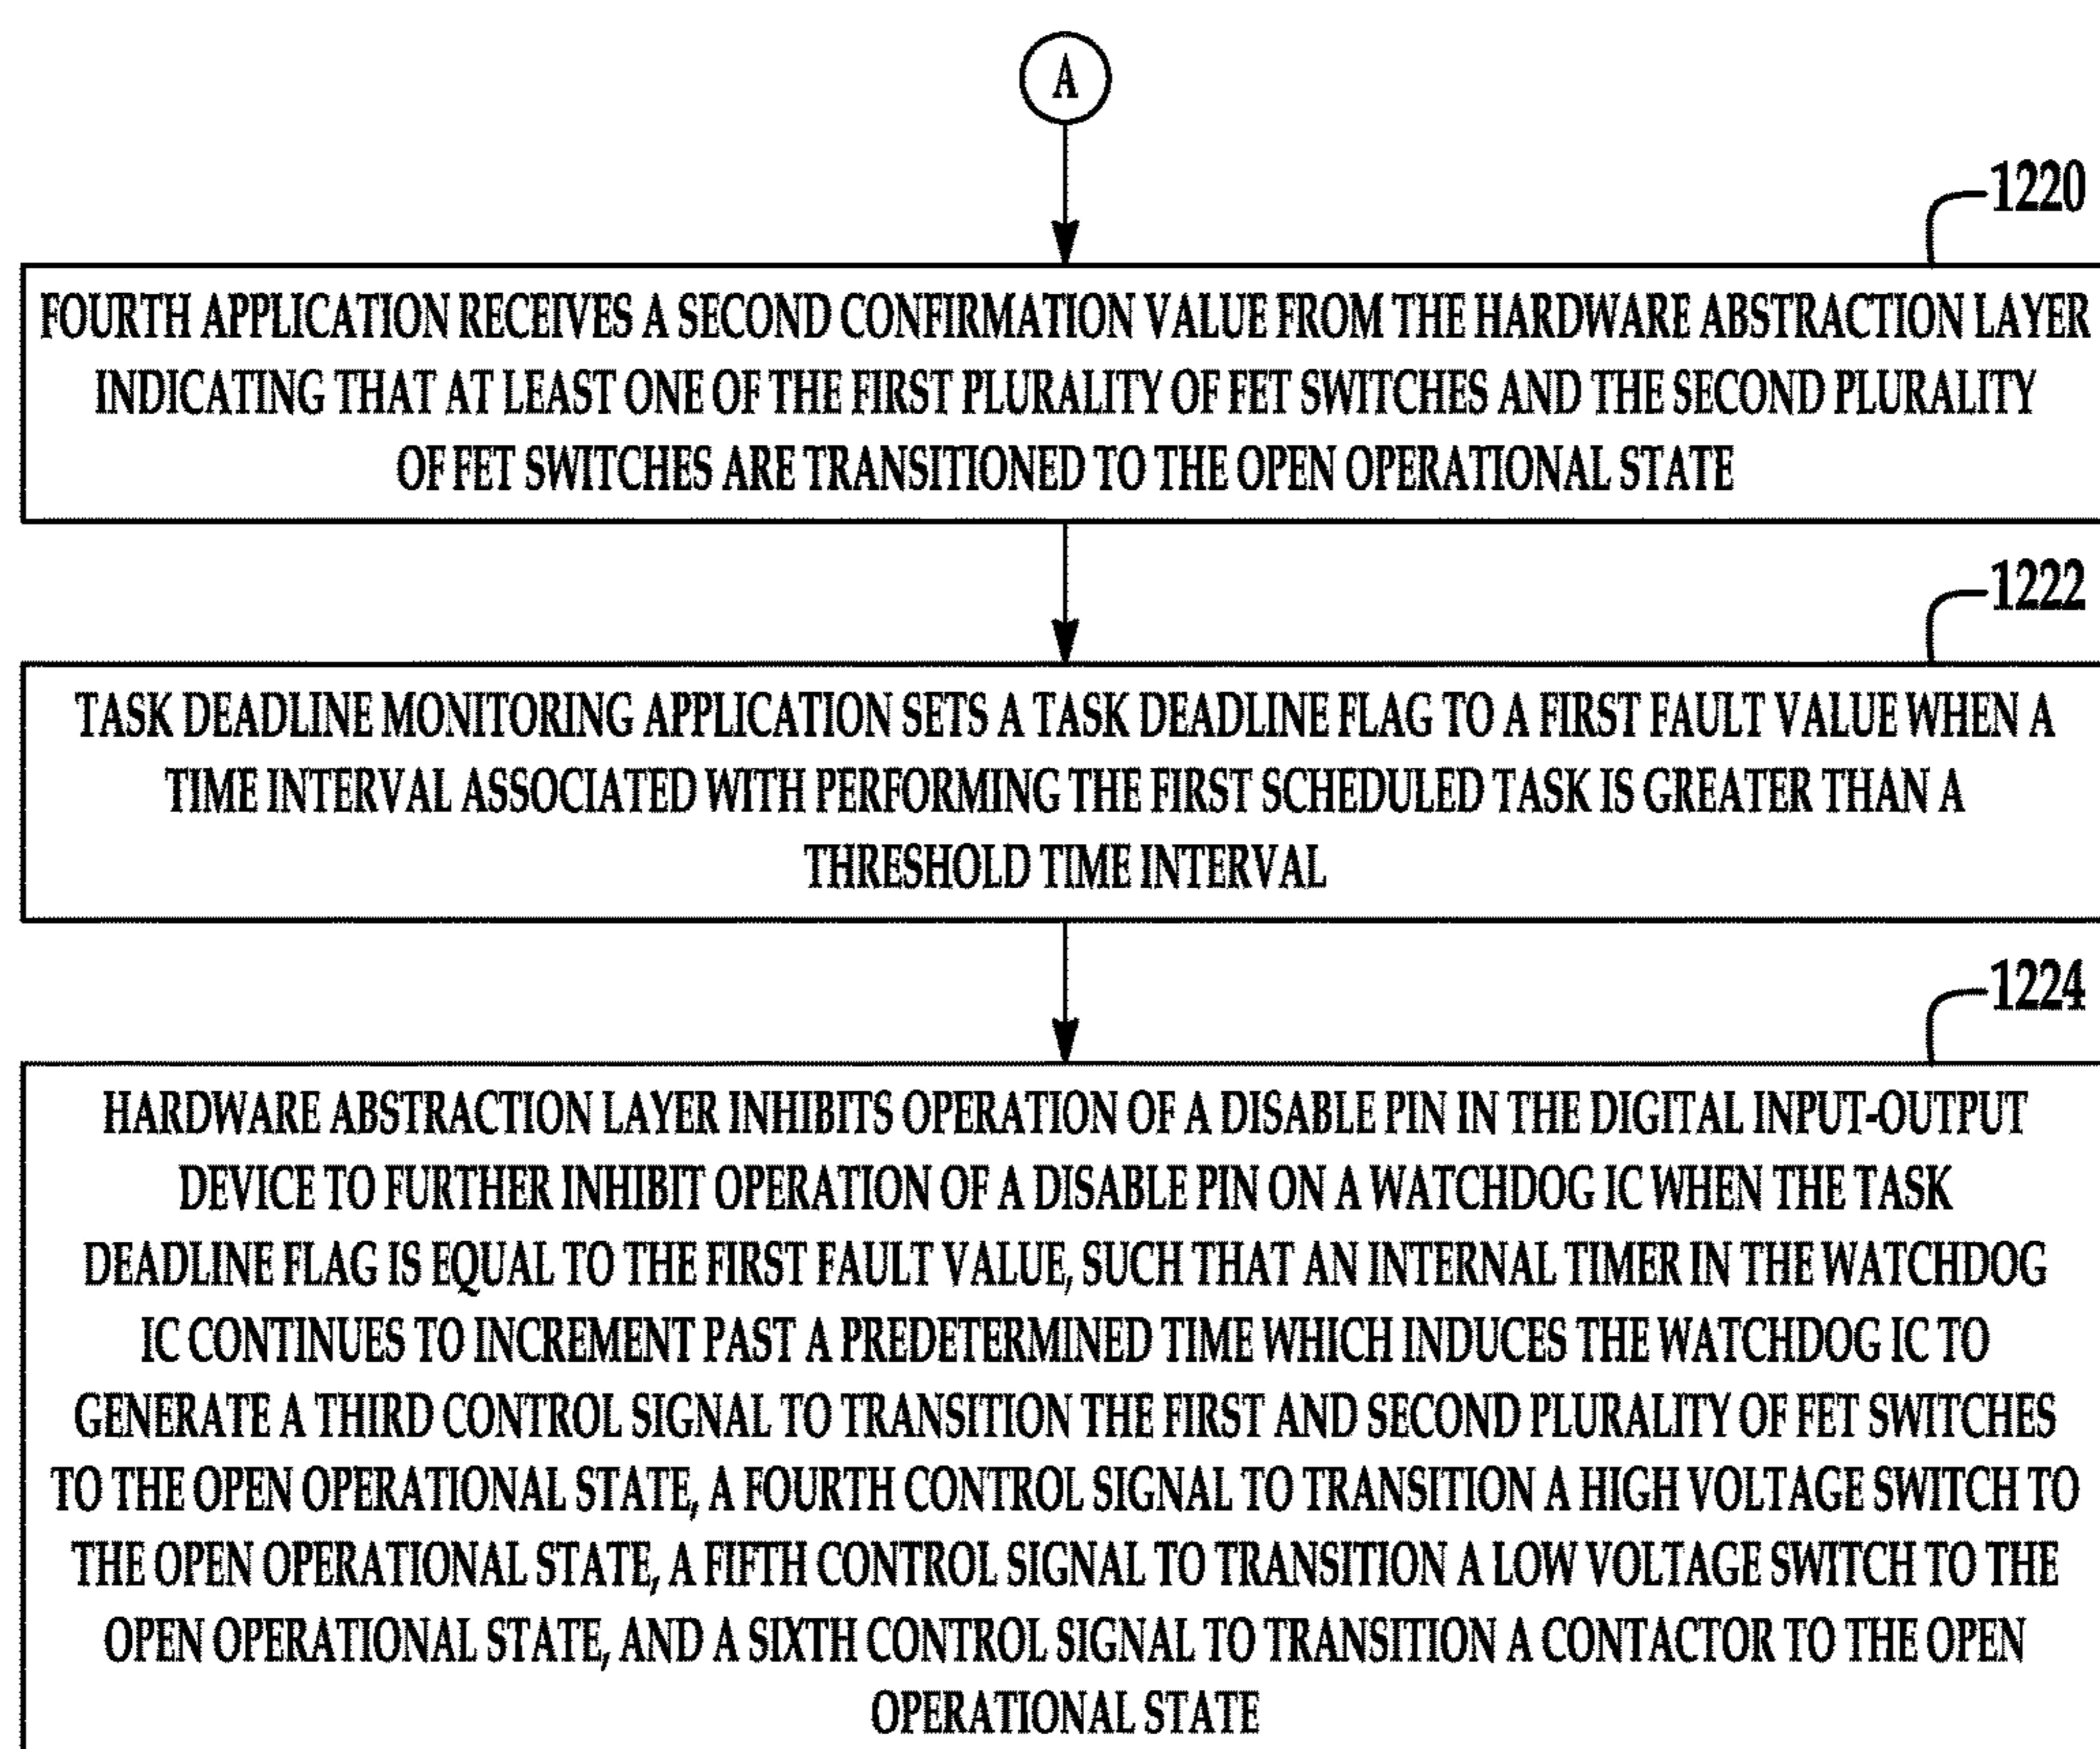 A
1220
FOURTH APPLICATION RECEIVES A SECOND CONFIRMATION VALUE FROM THE HARDWARE ABSTRACTION LAYER
INDICATING THAT AT LEAST ONE OF THE FIRST PLURALITY OF FET SWITCHES AND THE SECOND PLURALITY
OF FET SWITCHES ARE TRANSITIONED TO THE OPEN OPERATIONAL STATE
1222
TASK DEADLINE MONITORING APPLICATION SETS A TASK DEADLINE FLAG TO A FIRST FAULT VALUE WHEN A
TIME INTERVAL ASSOCIATED WITH PERFORMING THE FIRST SCHEDULED TASK IS GREATER THAN A
THRESHOLD TIME INTERVAL
1224
HARDWARE ABSTRACTION LAYER INHIBITS OPERATION OF A DISABLE PIN IN THE DIGITAL INPUT-OUTPUT
DEVICE TO FURTHER INHIBIT OPERATION OF A DISABLE PIN ON A WATCHDOG IC WHEN THE TASK
DEADLINE FLAG IS EQUAL TO THE FIRST FAULT VALUE, SUCH THAT AN INTERNAL TIMER IN THE WATCHDOG
IC CONTINUES TO INCREMENT PAST A PREDETERMINED TIME WHICH INDUCES THE WATCHDOG IC TO
GENERATE A THIRD CONTROL SIGNAL TO TRANSITION THE FIRST AND SECOND PLURALITY OF FET SWITCHES
TO THE OPEN OPERATIONAL STATE, A FOURTH CONTROL SIGNAL TO TRANSITION A HIGH VOLTAGE SWITCH TO
THE OPEN OPERATIONAL STATE, A FIFTH CONTROL SIGNAL TO TRANSITION A LOW VOLTAGE SWITCH TO THE
OPEN OPERATIONAL STATE, AND A SIXTH CONTROL SIGNAL TO TRANSITION A CONTACTOR TO THE OPEN
OPERATIONAL STATE